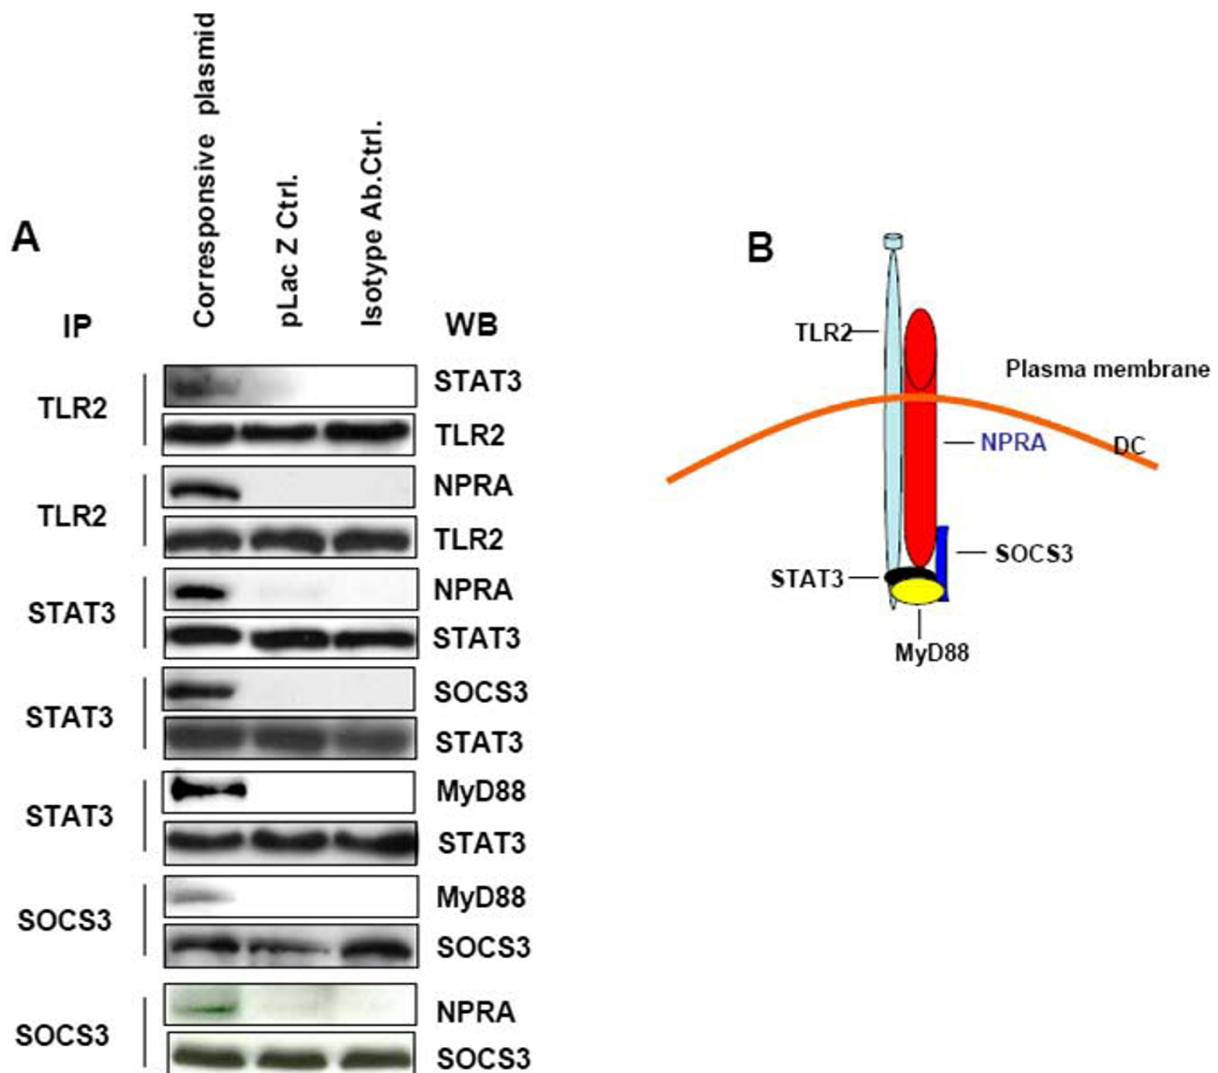 Corresponsive plasmid
pLac Z Ctrl.
Isotype Ab.Ctrl.
A
IP
WB
TLR2
STAT3
TLR2
TLR2
NPRA
TLR2
STAT3
NPRA
STAT3
STAT3
SOCS3
STAT3
STAT3
MyD88
STAT3
SOCS3
MyD88
SOCS3
SOCS3
NPRA
SOCS3
B
TLR2
Plasma membrane
NPRA
DC
SOCS3
STAT3
MyD88